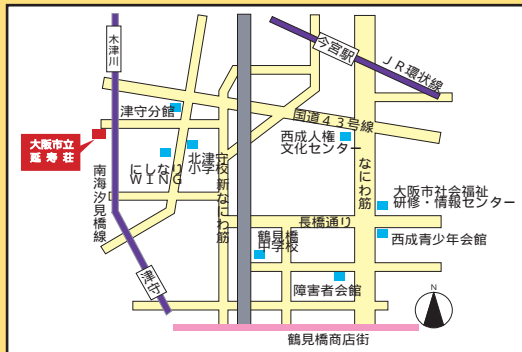 木津川
今宮駅
JR環状線
津守分館
国道43号線
大阪市立
延寿荘
西成人権
文化センター
北津守
小学校
にしなり
WING
南海汐見橋線
新なにわ筋
なにわ筋
大阪市社会福祉
研修・情報センター
長橋通り
鶴見橋
中学校
西成青少年会館
津守
障害者会館
N
鶴見橋商店街